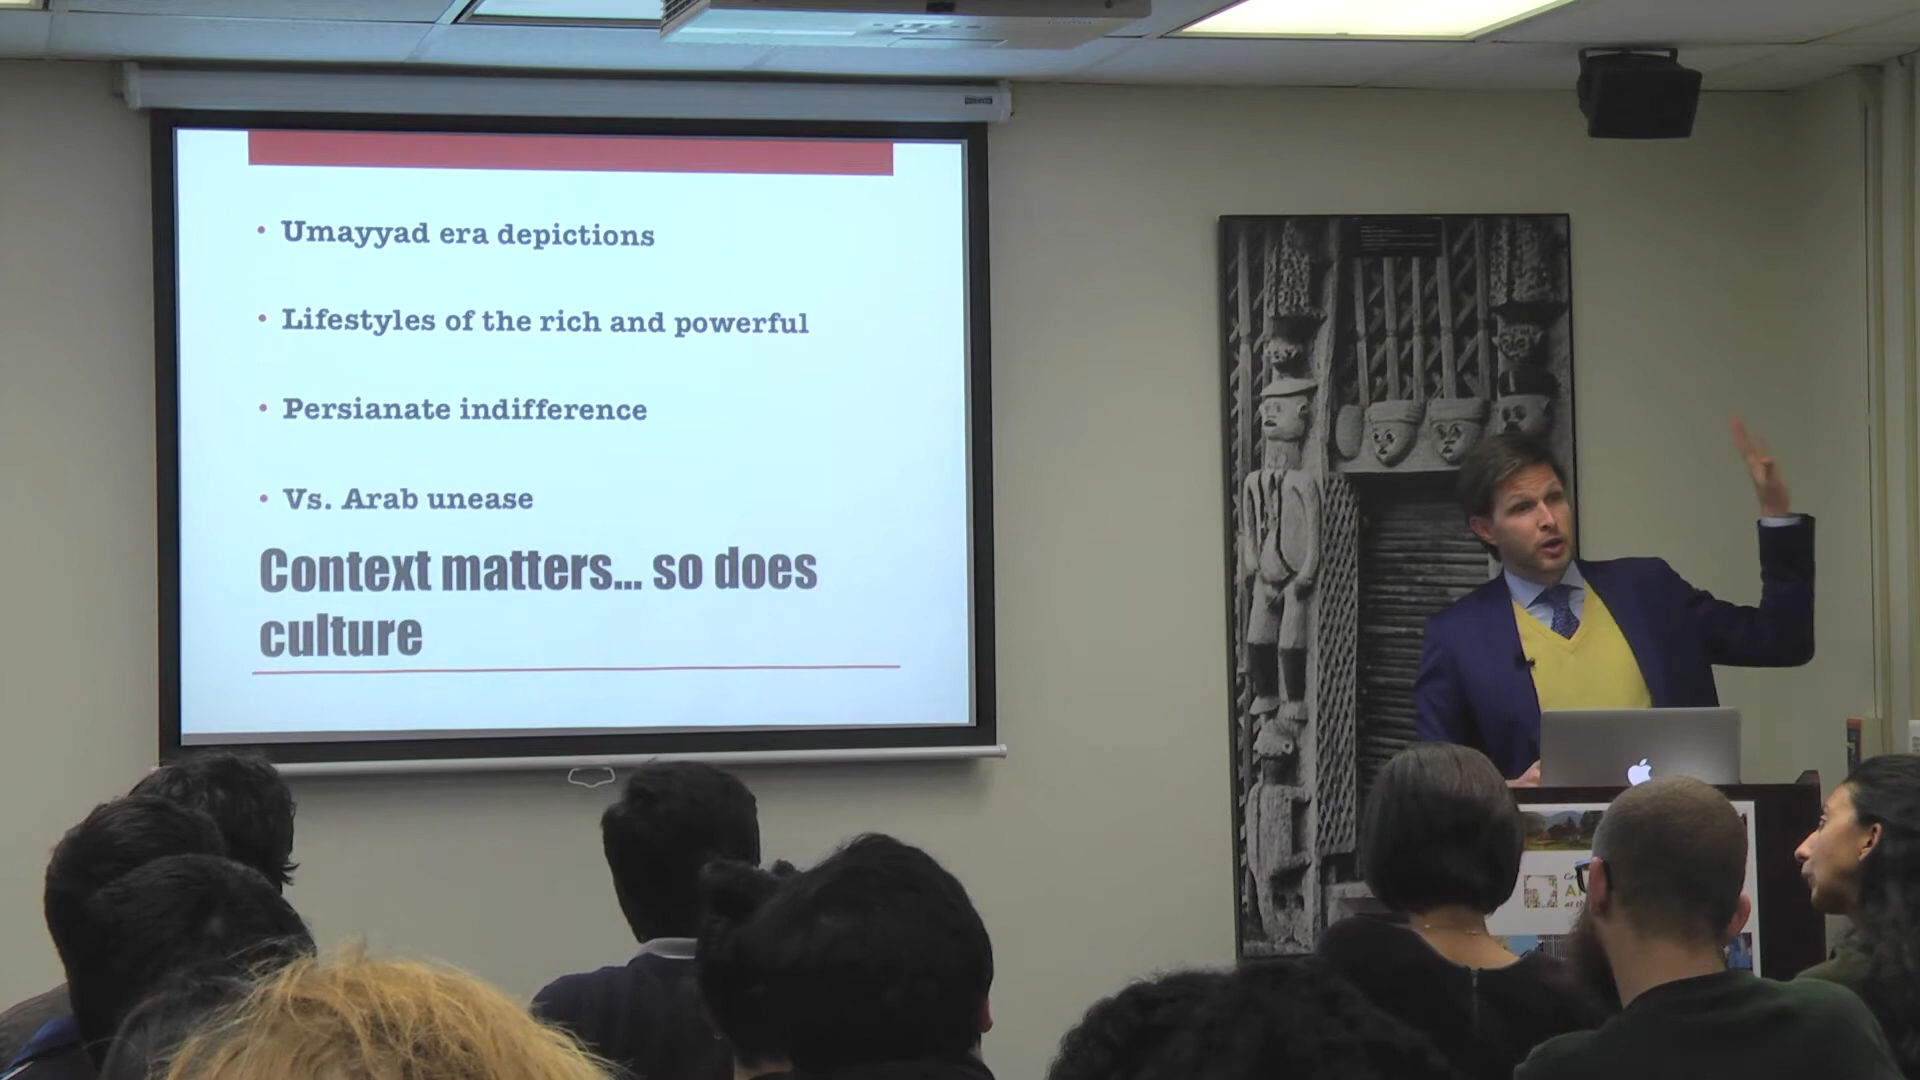 • Umayyad era depictions
• Lifestyles of the rich and powerful
• Persianate indifference
• Vs. Arab unease
Context matters... so does
culture